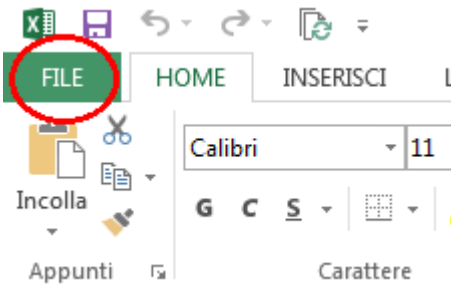 FILE HOME INSERISCI
Calibri 11
Incolla
G C S
Appunti Carattere